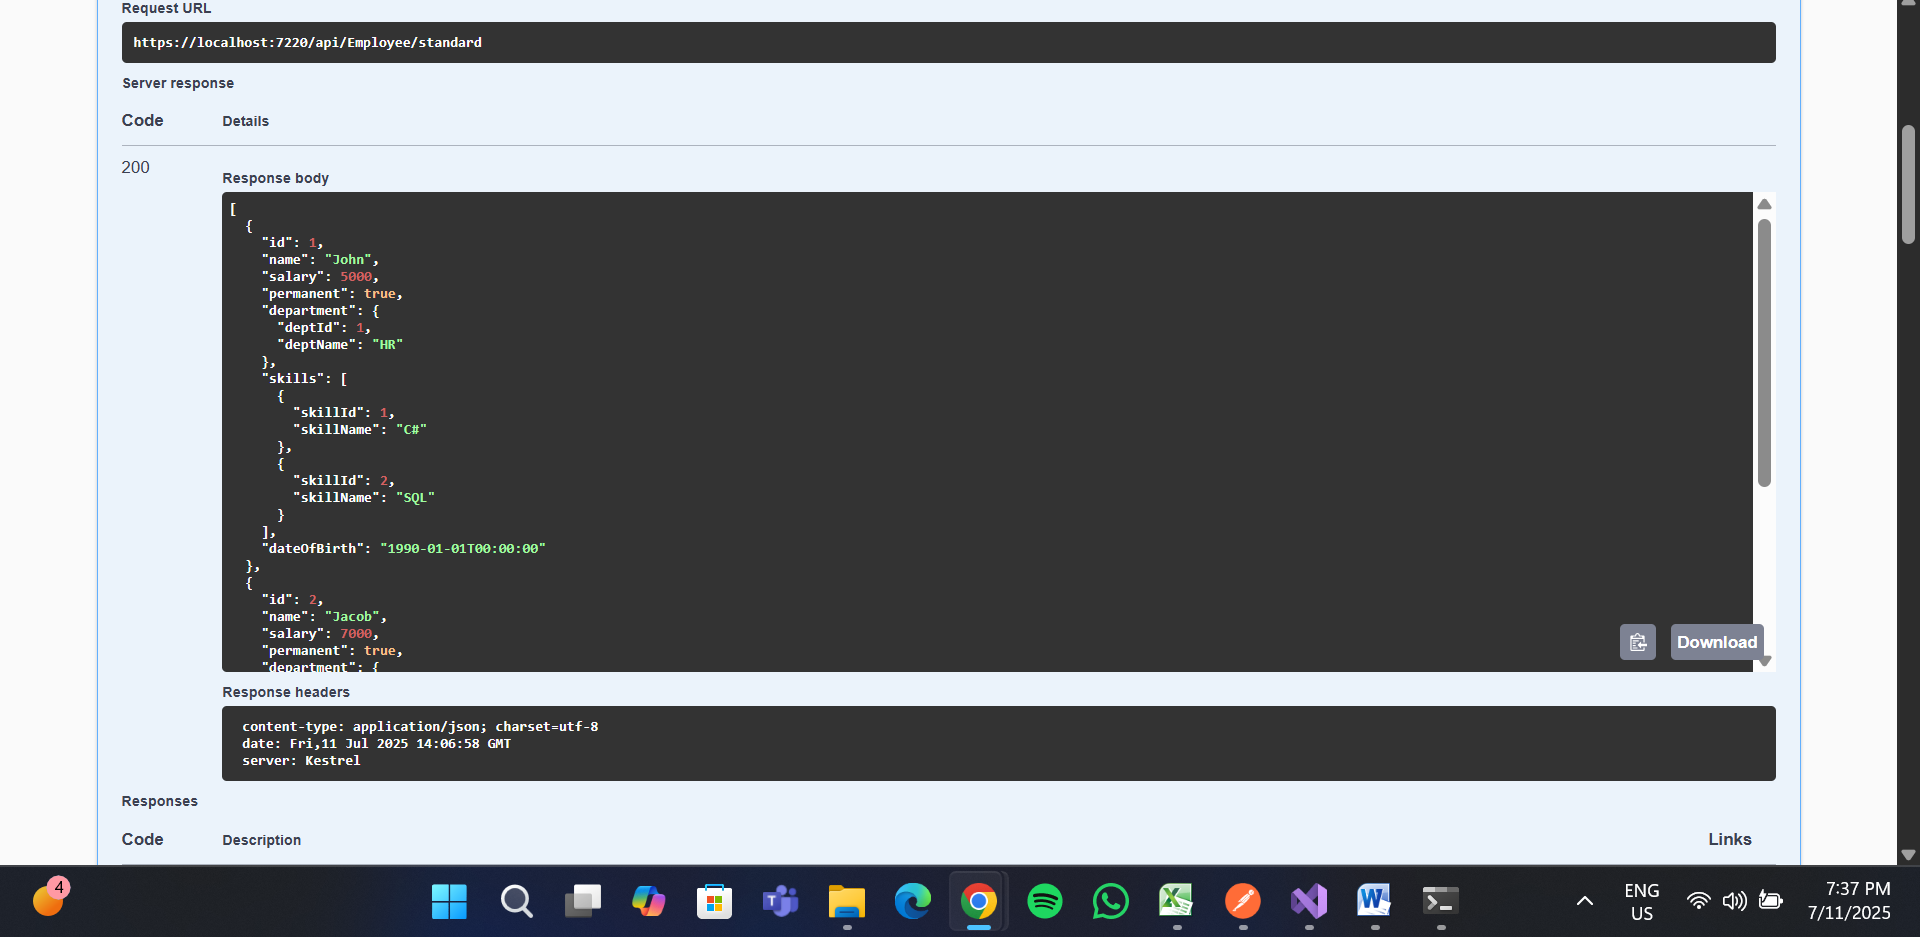 Request URL
https://localhost:7220/api/Employee/standard
Server response
Code Details
200
Response body
[
  {
    "id": 1,
    "name": "John",
    "salary": 5000,
    "permanent": true,
    "department": {
      "deptId": 1,
      "deptName": "HR"
    },
    "skills": [
      {
        "skillId": 1,
        "skillName": "C#"
      },
      {
        "skillId": 2,
        "skillName": "SQL"
      }
    ],
    "dateOfBirth": "1990-01-01T00:00:00"
  },
  {
    "id": 2,
    "name": "Jacob",
    "salary": 7000,
    "permanent": true,
    "department": {
Download
Response headers
content-type: application/json; charset=utf-8
date: Fri,11 Jul 2025 14:06:58 GMT
server: Kestrel
Responses
Code Description Links
4
ENG
US
7:37 PM
7/11/2025